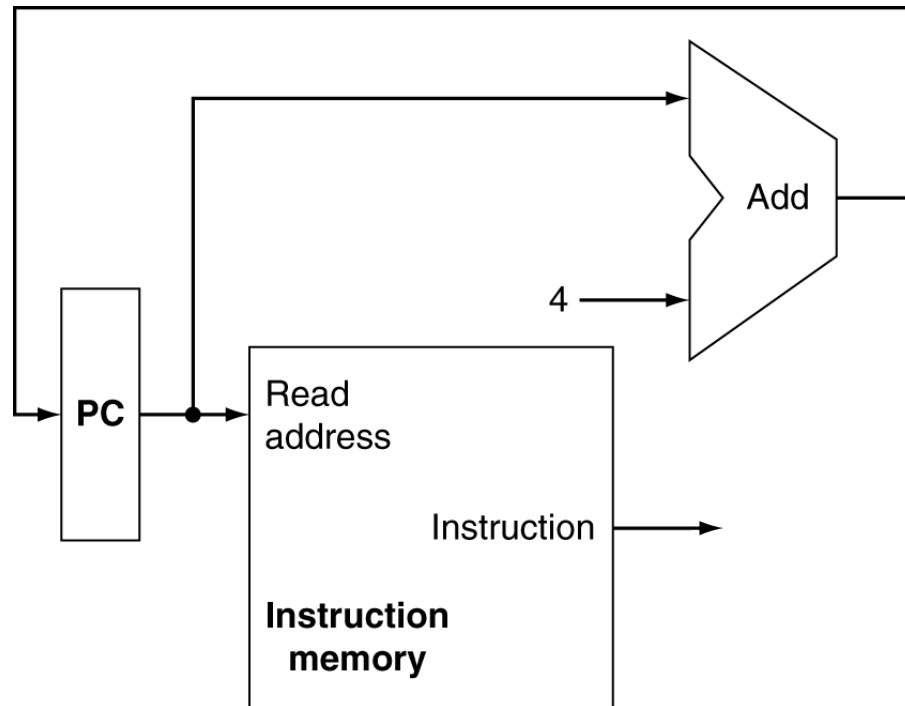 Add
4
PC
Read
address
Instruction
Instruction
memory